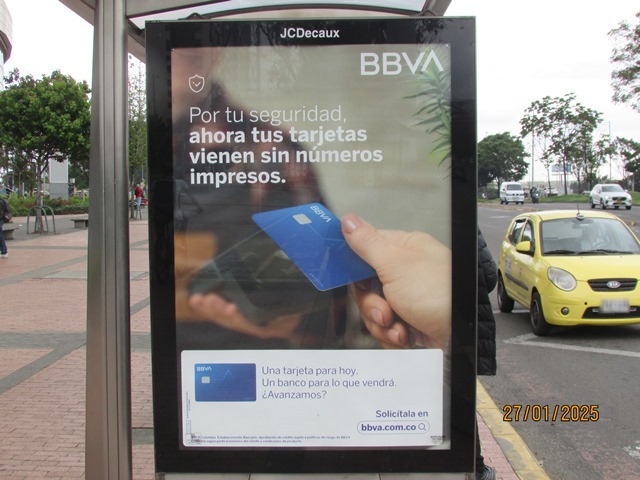 JCDecaux
BBVA
Por tu seguridad,
ahora tus tarjetas
vienen sin números
impresos.
BBVA
BBVA
Una tarjeta para hoy.
Un banco para lo que vendrá.
¿Avanzamos?
Solicítala en
bbva.com.co
27/01/2025